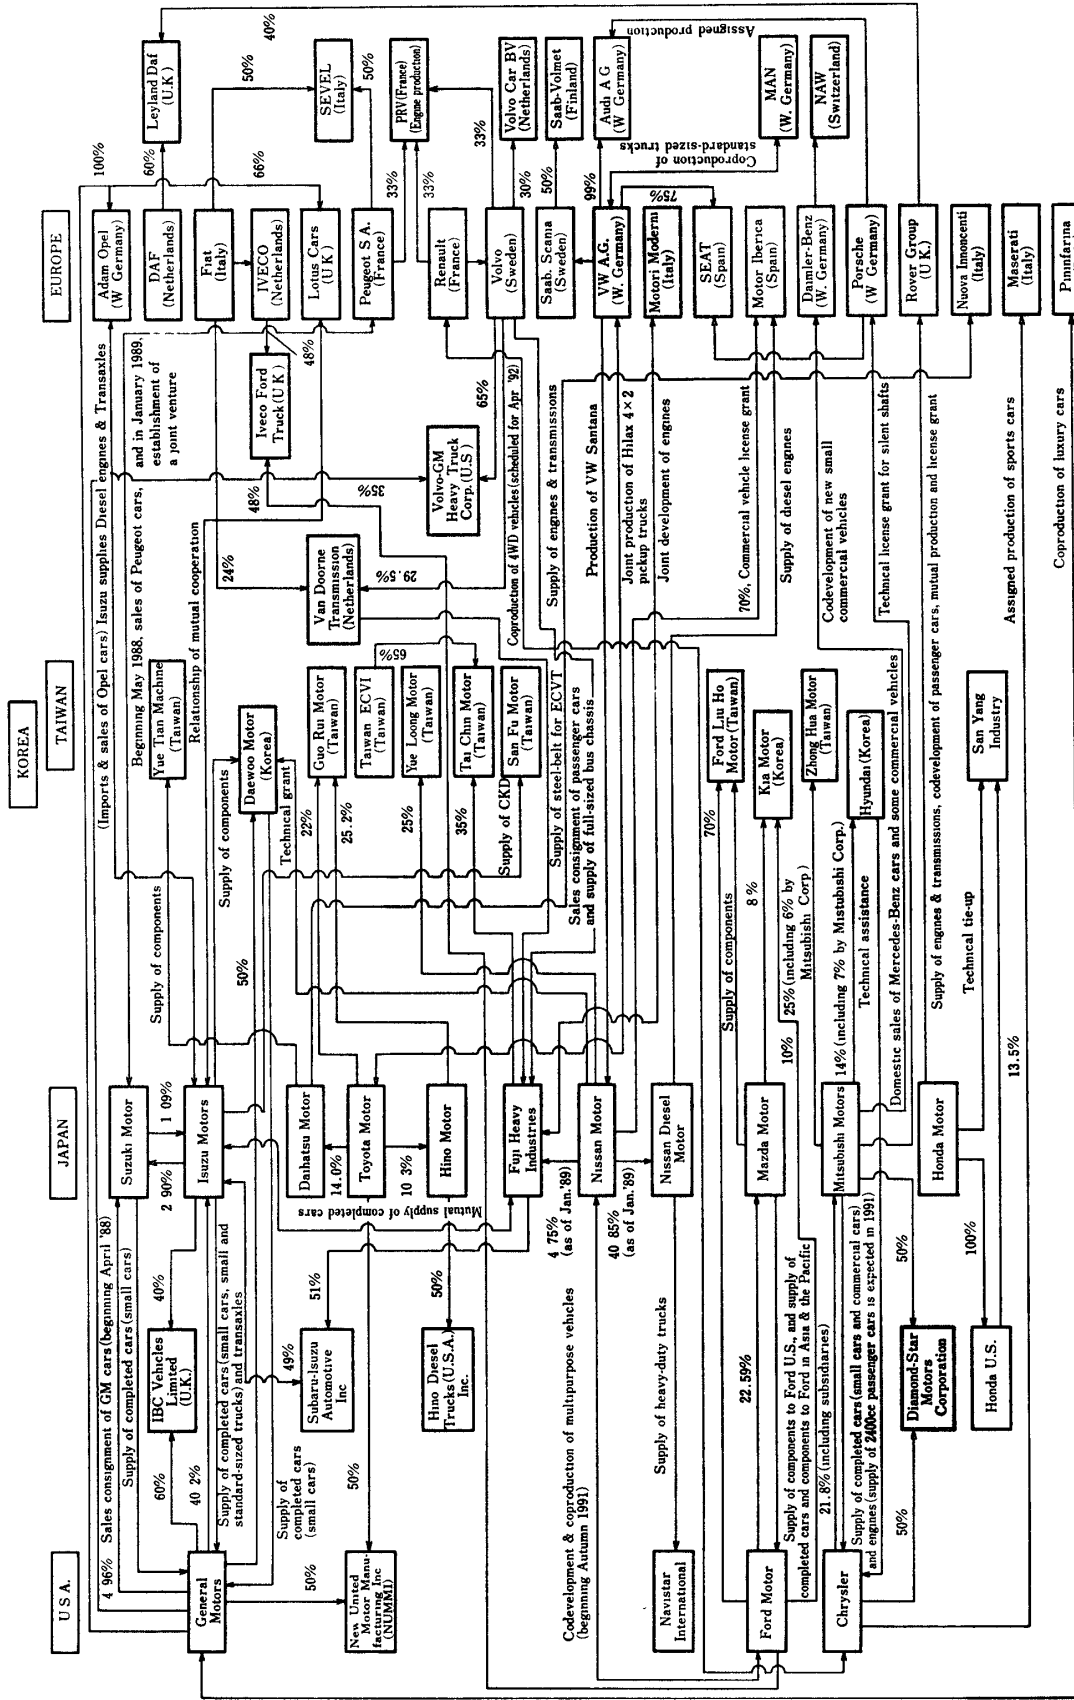 U S A.
JAPAN
KOREA
TAIWAN
EUROPE
General
Motors
New United
Motor Manu-
facturing Inc
(NUMMI)
Navistar
International
Ford Motor
Chrysler
IBC Vehicles
Limited
(U.K.)
Subaru-Isuzu
Automotive
Inc
Hino Diesel
Trucks (U.S.A.)
Inc.
Diamond-Star
Motors
Corporation
Honda U.S.
4 96%
Sales consignment of GM cars (beginning April '88)
Supply of completed cars (small cars)
60%
40%
40 2%
Supply of completed cars (small cars, small and
standard-sized trucks) and transaxles
Supply of
completed cars
(small cars)
49%
51%
50%
50%
50%
Codevelopment & coproduction of multipurpose vehicles
(beginning Autumn 1991)
4 75%
(as of Jan.'89)
40 85%
(as of Jan.'89)
Supply of heavy-duty trucks
22.59%
Supply of components to Ford U.S., and supply of
completed cars and components to Ford in Asia & the Pacific
21.8% (including subsidiaries)
Supply of completed cars (small cars and commercial cars)
and engines (supply of 2400cc passenger cars is expected in 1991)
50%
50%
100%
13.5%
Suzuki Motor
2 90%
1 09%
Isuzu Motors
Daihatsu Motor
14.0%
Toyota Motor
10 3%
Hino Motor
Mutual supply of completed cars
Fuji Heavy
Industries
Nissan Motor
Nissan Diesel
Motor
Mazda Motor
Mitsubishi Motors
Honda Motor
Supply of components
Supply of components
50%
Technical grant
22%
25.2%
25%
35%
65%
Supply of CKD
70%
Supply of components
8%
10%
25% (including 6% by
Mitsubishi Corp)
14% (including 7% by Mistubishi Corp.)
Technical assistance
Technical tie-up
Yue Tian Machine
(Taiwan)
Daewoo Motor
(Korea)
Guo Rui Motor
(Taiwan)
Taiwan ECVI
(Taiwan)
Yue Loong Motor
(Taiwan)
Tai Chin Motor
(Taiwan)
San Fu Motor
(Taiwan)
Ford Liu Ho
Motor (Taiwan)
Kia Motor
(Korea)
Zhong Hua Motor
(Taiwan)
Hyundai (Korea)
San Yang
Industry
(Imports & sales of Opel cars) Isuzu supplies Diesel engines & Transaxles
Beginning May 1988, sales of Peugeot cars,
and in January 1989,
establishment of
a joint venture
Relationship of mutual cooperation
Van Doorne
Transmission
(Netherlands)
24%
29.5%
Iveco Ford
Truck (U K)
48%
48%
Volvo-GM
Heavy Truck
Corp. (U.S)
35%
65%
Coproduction of 4WD vehicles (scheduled for Apr '92)
Supply of engines & transmissions
Supply of steel-belt for ECVT
Sales consignment of passenger cars
and supply of full-sized bus chassis
Production of VW Santana
Joint production of Hilax 4×2
pickup trucks
Joint development of engines
70%, Commercial vehicle license grant
Supply of diesel engines
Codevelopment of new small
commercial vehicles
Technical license grant for silent shafts
Domestic sales of Mercedes-Benz cars and some commercial vehicles
Supply of engines & transmissions, codevelopment of passenger cars, mutual production and license grant
Assigned production of sports cars
Coproduction of luxury cars
Adam Opel
(W Germany)
DAF
(Netherlands)
Fiat
(Italy)
IVECO
(Netherlands)
Lotus Cars
(U K)
Peugeot S A.
(France)
Renault
(France)
Volvo
(Sweden)
Saab. Scania
(Sweden)
VW A.G.
(W. Germany)
Motori Moderni
(Italy)
SEAT
(Spain)
Motor Iberica
(Spain)
Daimler-Benz
(W. Germany)
Porsche
(W Germany)
Rover Group
(U K.)
Nuova Innoncenti
(Italy)
Maserati
(Italy)
Pininfarina
100%
60%
40%
50%
66%
50%
33%
33%
33%
30%
50%
99%
75%
Coproduction of
standard-sized trucks
Assigned production
Leyland Daf
(U.K)
SEVEL
(Italy)
PRV (France)
(Engine production)
Volvo Car BV
(Netherlands)
Saab-Volmet
(Finland)
Audi A G
(W Germany)
MAN
(W. Germany)
NAW
(Switzerland)